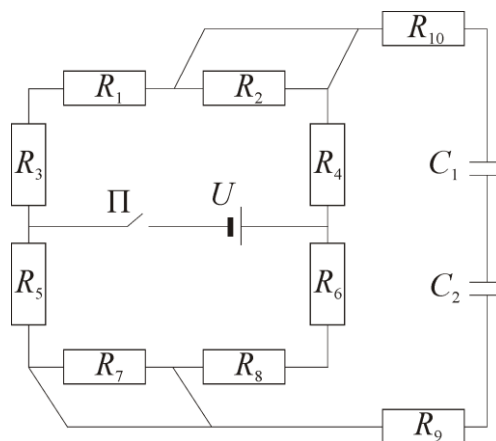 R₁₀
R₁ R₂
R₃ R₄ C₁
П U
R₅ R₆ C₂
R₇ R₈
R₉